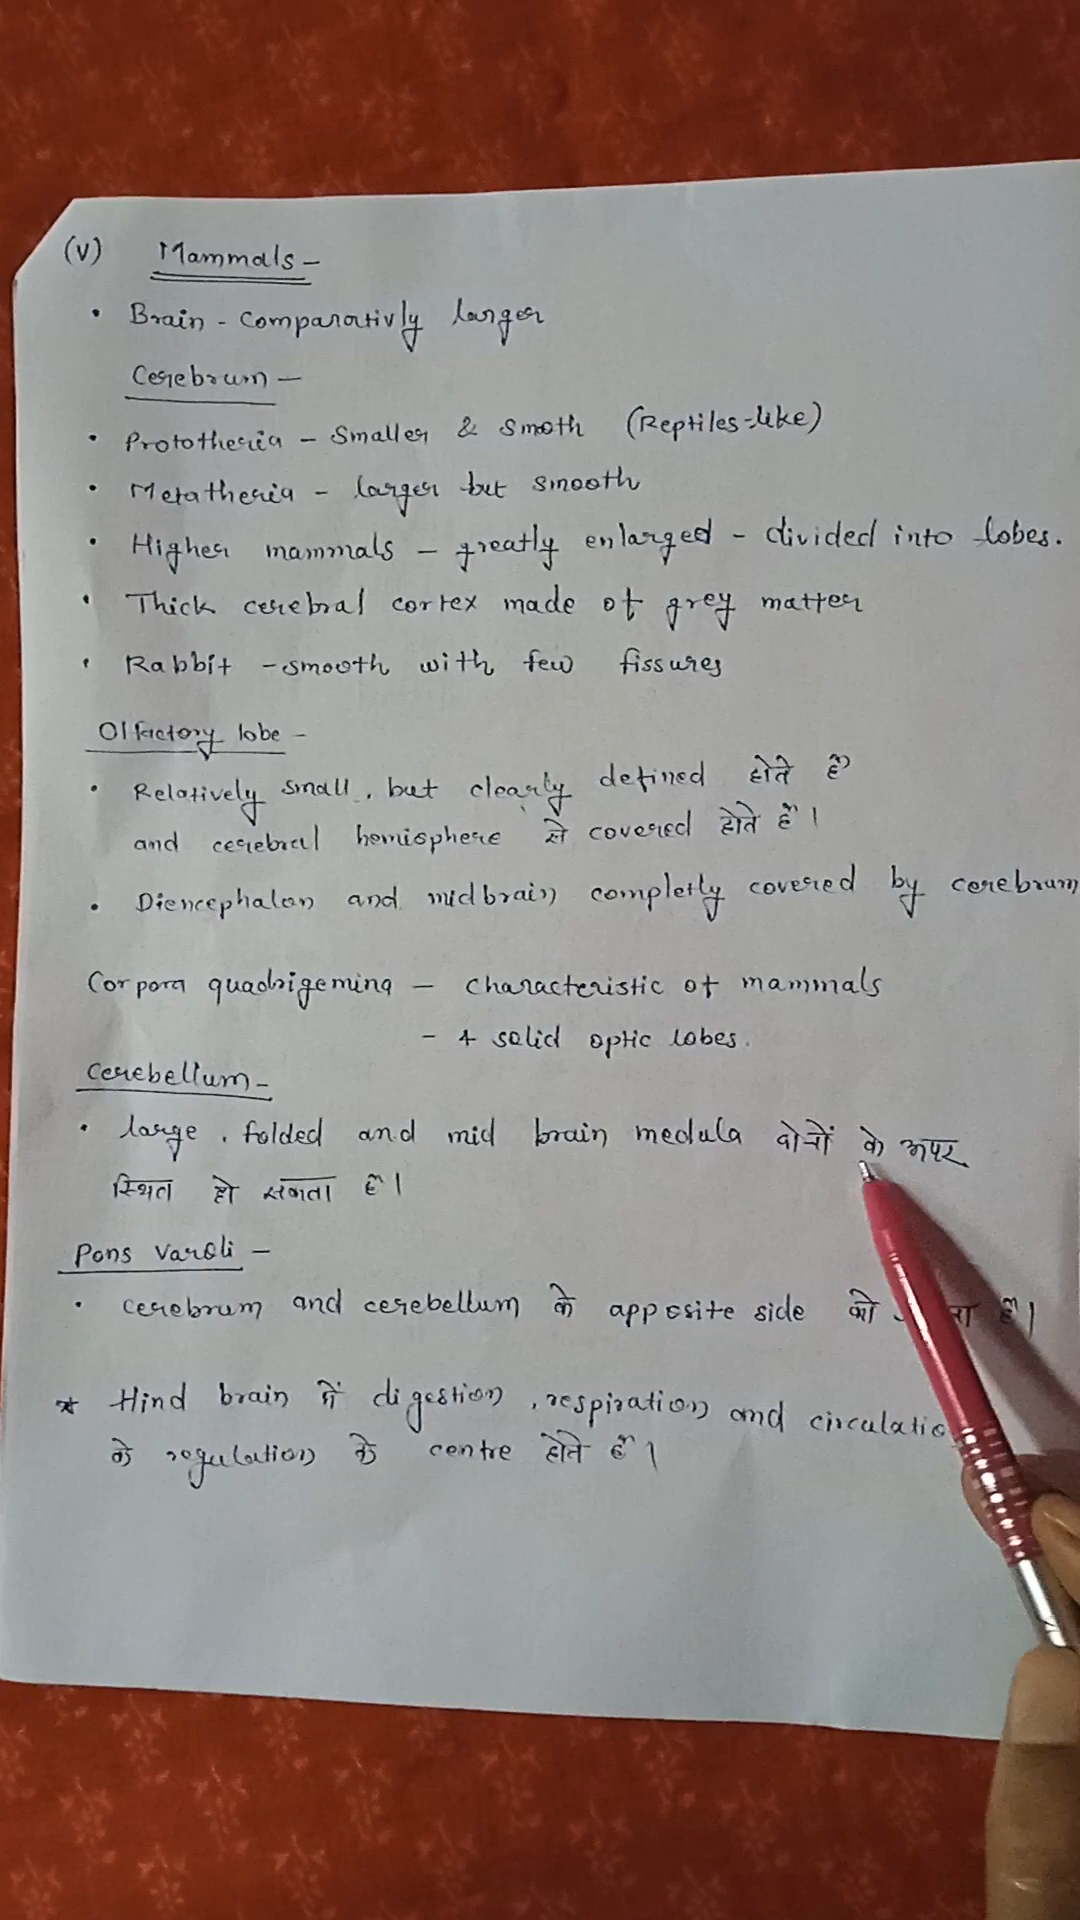 (V) Mammals -
• Brain - comparativly larger
Cerebrum -
• Prototheria - smaller & smoth (Reptiles-like)
• Metatheria - larger but smooth
• Higher mammals - greatly enlarged - divided into lobes.
• Thick cerebral cortex made of grey matter
• Rabbit - smooth with few fissures
Olfactory lobe -
• Relatively small, but clearly defined होते हैं
and cerebral hemisphere से covered होते हैं।
• Diencephalon and midbrain completly covered by cerebrum
Corpora quadrigemina - characteristic of mammals
- 4 solid optic lobes.
Cerebellum -
• large, folded and mid brain medula दोनों के ऊपर
स्थित हो सकता है।
Pons Varoli -
• cerebrum and cerebellum के apposite side को है।
* Hind brain में digestion, respiration and circulatio
के regulation के centre होते हैं।